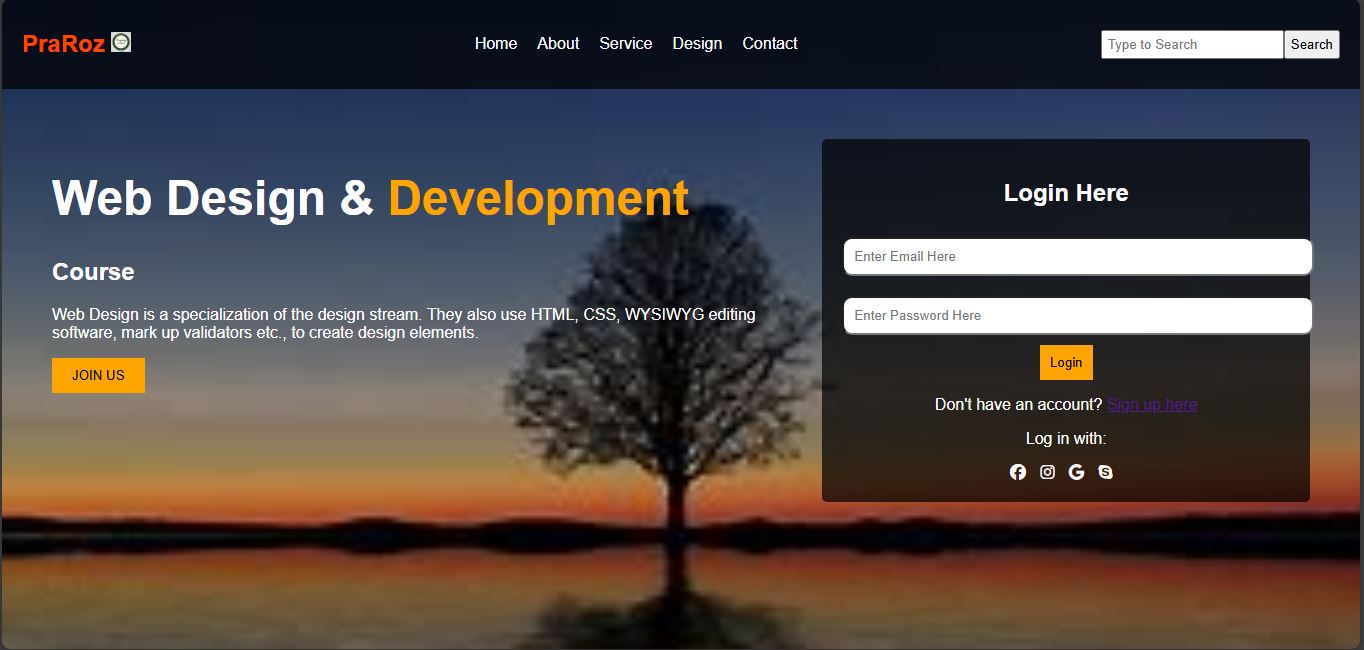 PraRoz
Home About Service Design Contact
Type to Search Search
Web Design & Development
Course
Web Design is a specialization of the design stream. They also use HTML, CSS, WYSIWYG editing
software, mark up validators etc., to create design elements.
JOIN US
Login Here
Enter Email Here
Enter Password Here
Login
Don't have an account? Sign up here
Log in with: